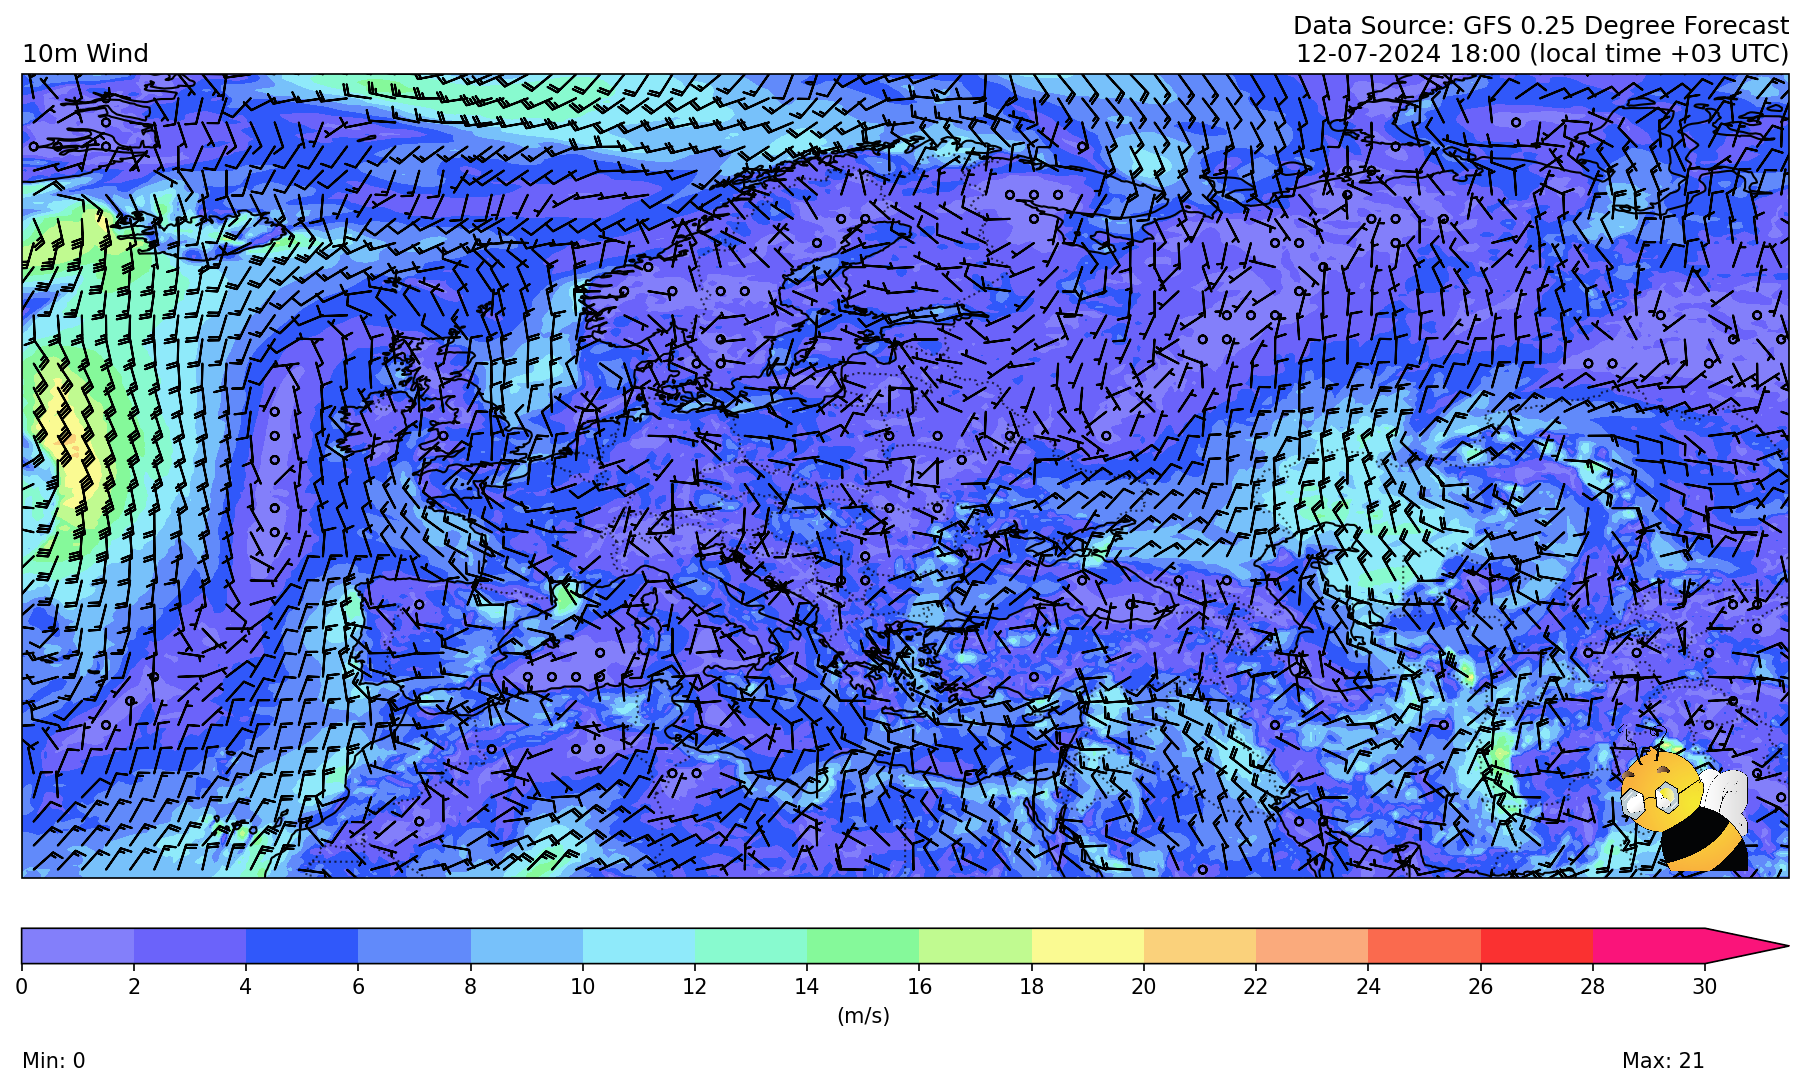 Data Source: GFS 0.25 Degree Forecast
10m Wind
12-07-2024 18:00 (local time +03 UTC)
0 2 4 6 8 10 12 14 16 18 20 22 24 26 28 30
(m/s)
Min: 0
Max: 21